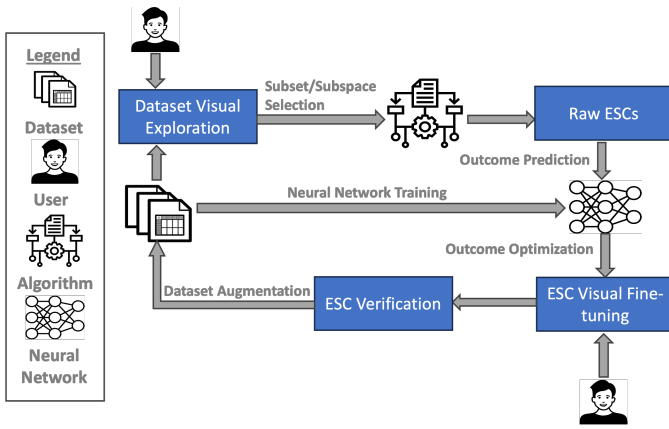 Legend
Dataset
User
Algorithm
Neural
Network
Dataset Visual
Exploration
Subset/Subspace
Selection
Raw ESCs
Outcome Prediction
Neural Network Training
Outcome Optimization
Dataset Augmentation
ESC Verification
ESC Visual Fine-
tuning